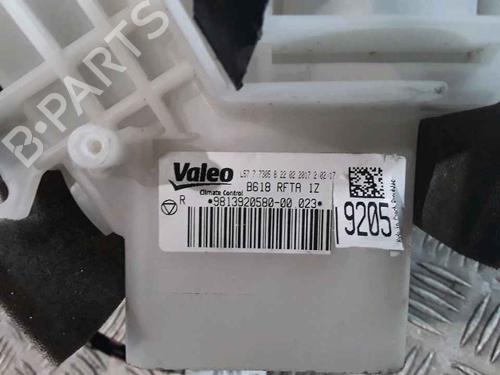 B-PARTS
Valeo
Climate Control
L57 7 7305 B 22 02 2017 2-02-17
B618 RFTA 1Z
R
*9813920580-00 023*
9205